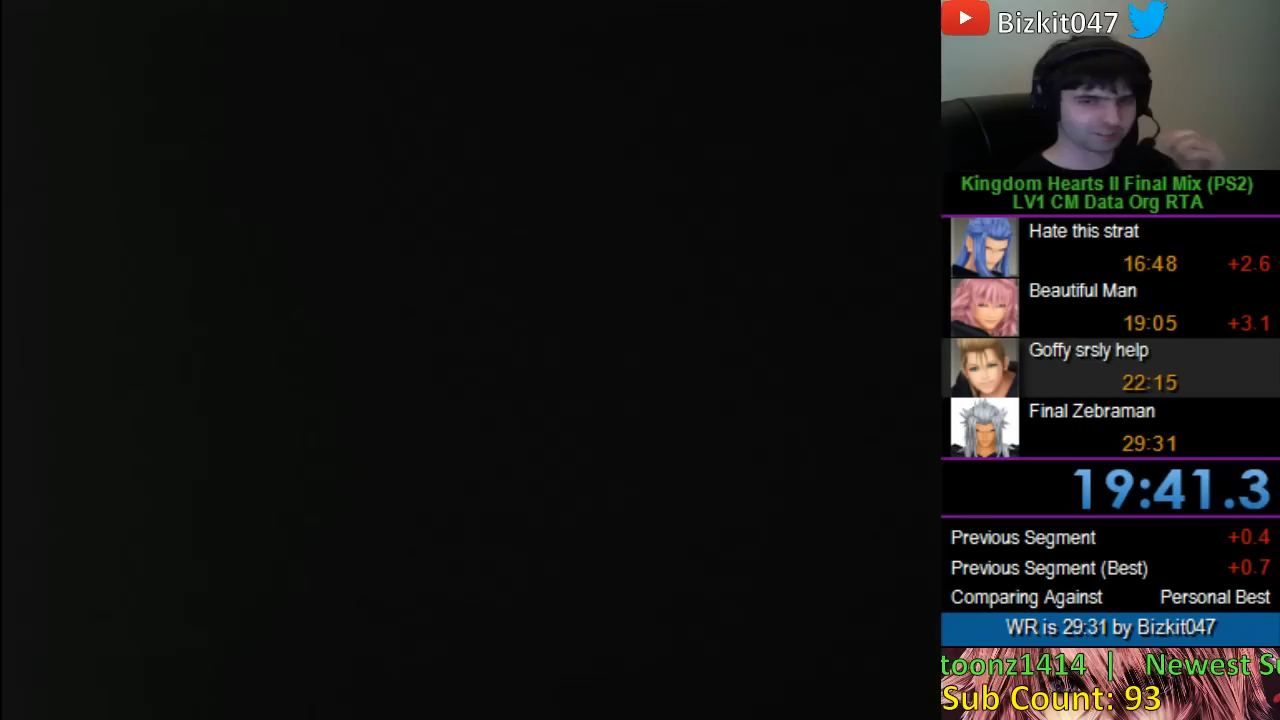 Bizkit047
Kingdom Hearts II Final Mix (PS2)
LV1 CM Data Org RTA
Hate this strat
16:48 +2.6
Beautiful Man
19:05 +3.1
Goffy srsly help
22:15
Final Zebraman
29:31
19:41.3
Previous Segment +0.4
Previous Segment (Best) +0.7
Comparing Against Personal Best
WR is 29:31 by Bizkit047
toonz1414 | Newest
Sub Count: 93